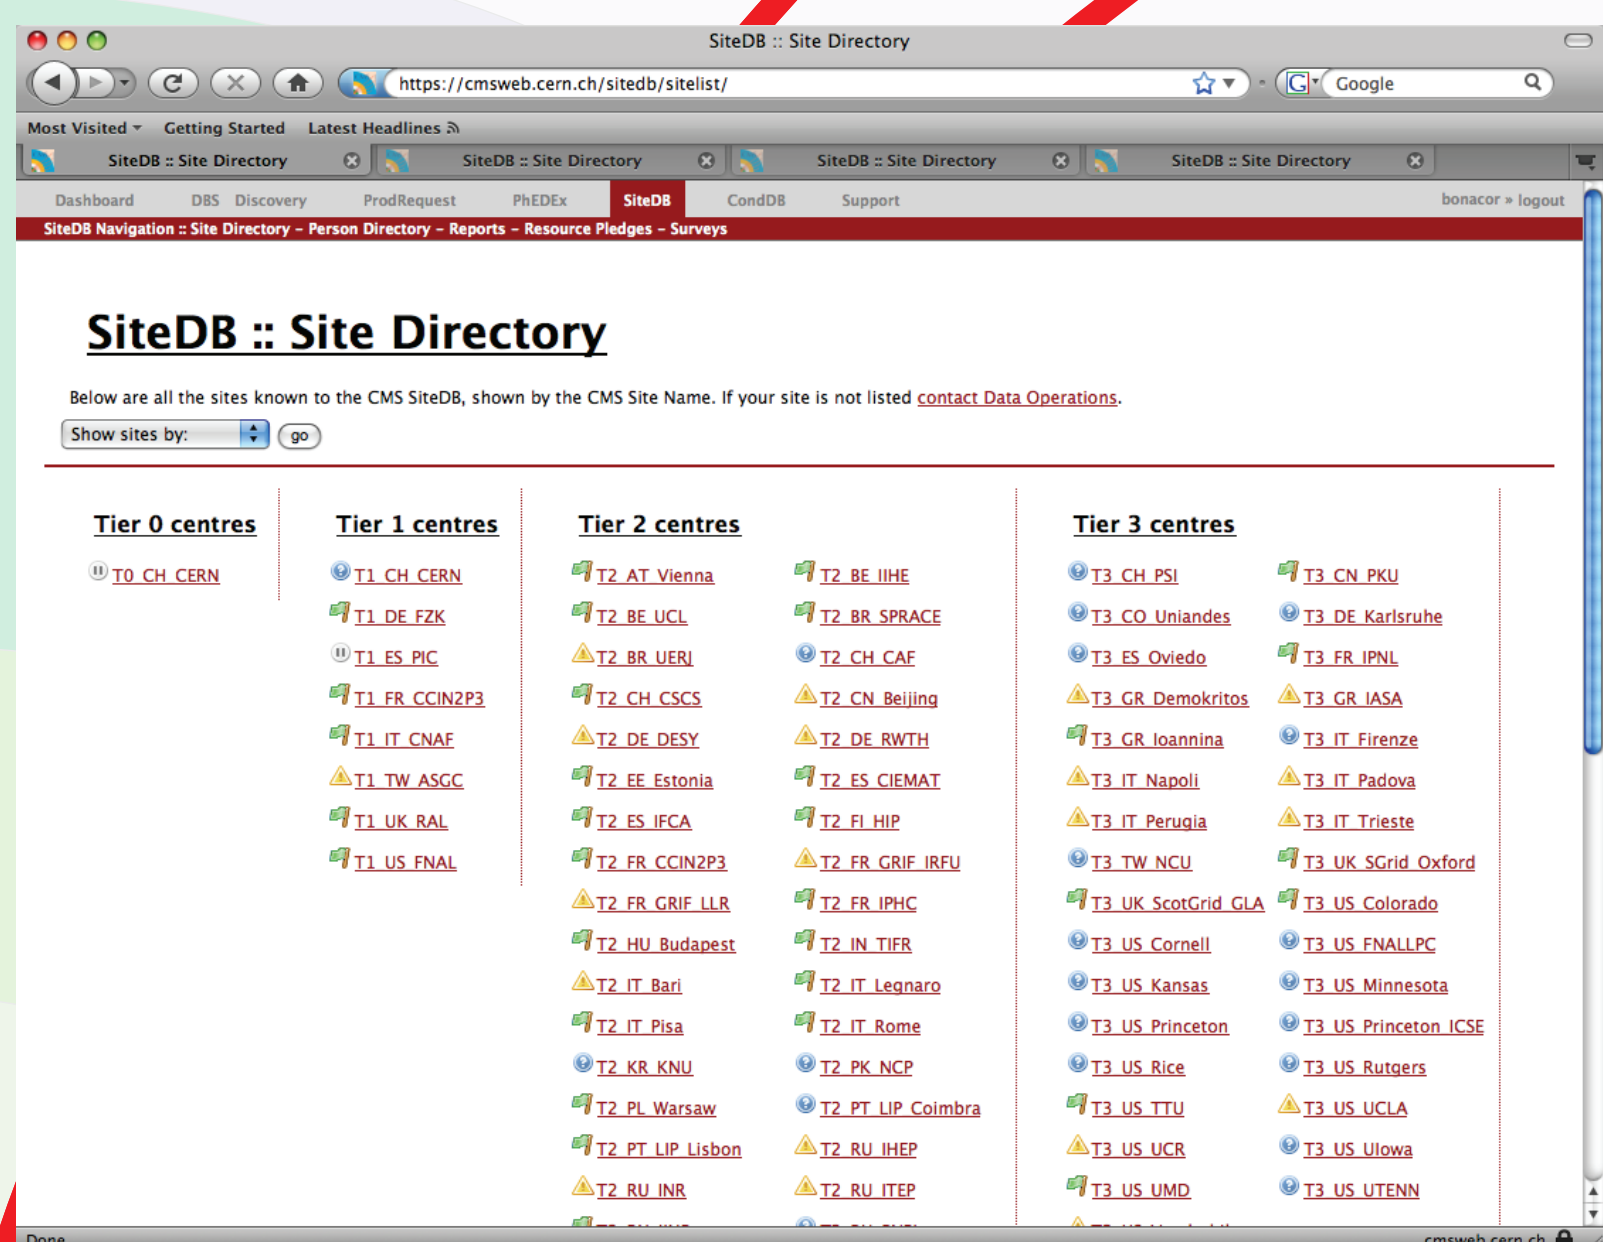 SiteDB :: Site Directory
https://cmsweb.cern.ch/sitedb/sitelist/
Google
Most Visited Getting Started Latest Headlines
SiteDB :: Site Directory SiteDB :: Site Directory SiteDB :: Site Directory SiteDB :: Site Directory
Dashboard DBS Discovery ProdRequest PhEDEx SiteDB CondDB Support bonacor » logout
SiteDB Navigation :: Site Directory – Person Directory – Reports – Resource Pledges – Surveys
SiteDB :: Site Directory
Below are all the sites known to the CMS SiteDB, shown by the CMS Site Name. If your site is not listed contact Data Operations.
Show sites by: go
Tier 0 centres Tier 1 centres Tier 2 centres Tier 3 centres
T0_CH_CERN T1_CH_CERN T2_AT_Vienna T2_BE_IIHE T3_CH_PSI T3_CN_PKU
T1_DE_FZK T2_BE_UCL T2_BR_SPRACE T3_CO_Uniandes T3_DE_Karlsruhe
T1_ES_PIC T2_BR_UERJ T2_CH_CAF T3_ES_Oviedo T3_FR_IPNL
T1_FR_CCIN2P3 T2_CH_CSCS T2_CN_Beijing T3_GR_Demokritos T3_GR_IASA
T1_IT_CNAF T2_DE_DESY T2_DE_RWTH T3_GR_Ioannina T3_IT_Firenze
T1_TW_ASGC T2_EE_Estonia T2_ES_CIEMAT T3_IT_Napoli T3_IT_Padova
T1_UK_RAL T2_ES_IFCA T2_FI_HIP T3_IT_Perugia T3_IT_Trieste
T1_US_FNAL T2_FR_CCIN2P3 T2_FR_GRIF_IRFU T3_TW_NCU T3_UK_SGrid_Oxford
T2_FR_GRIF_LLR T2_FR_IPHC T3_UK_ScotGrid_GLA T3_US_Colorado
T2_HU_Budapest T2_IN_TIFR T3_US_Cornell T3_US_FNALLPC
T2_IT_Bari T2_IT_Legnaro T3_US_Kansas T3_US_Minnesota
T2_IT_Pisa T2_IT_Rome T3_US_Princeton T3_US_Princeton_ICSE
T2_KR_KNU T2_PK_NCP T3_US_Rice T3_US_Rutgers
T2_PL_Warsaw T2_PT_LIP_Coimbra T3_US_TTU T3_US_UCLA
T2_PT_LIP_Lisbon T2_RU_IHEP T3_US_UCR T3_US_UIowa
T2_RU_INR T2_RU_ITEP T3_US_UMD T3_US_UTENN
Done cmsweb.cern.ch